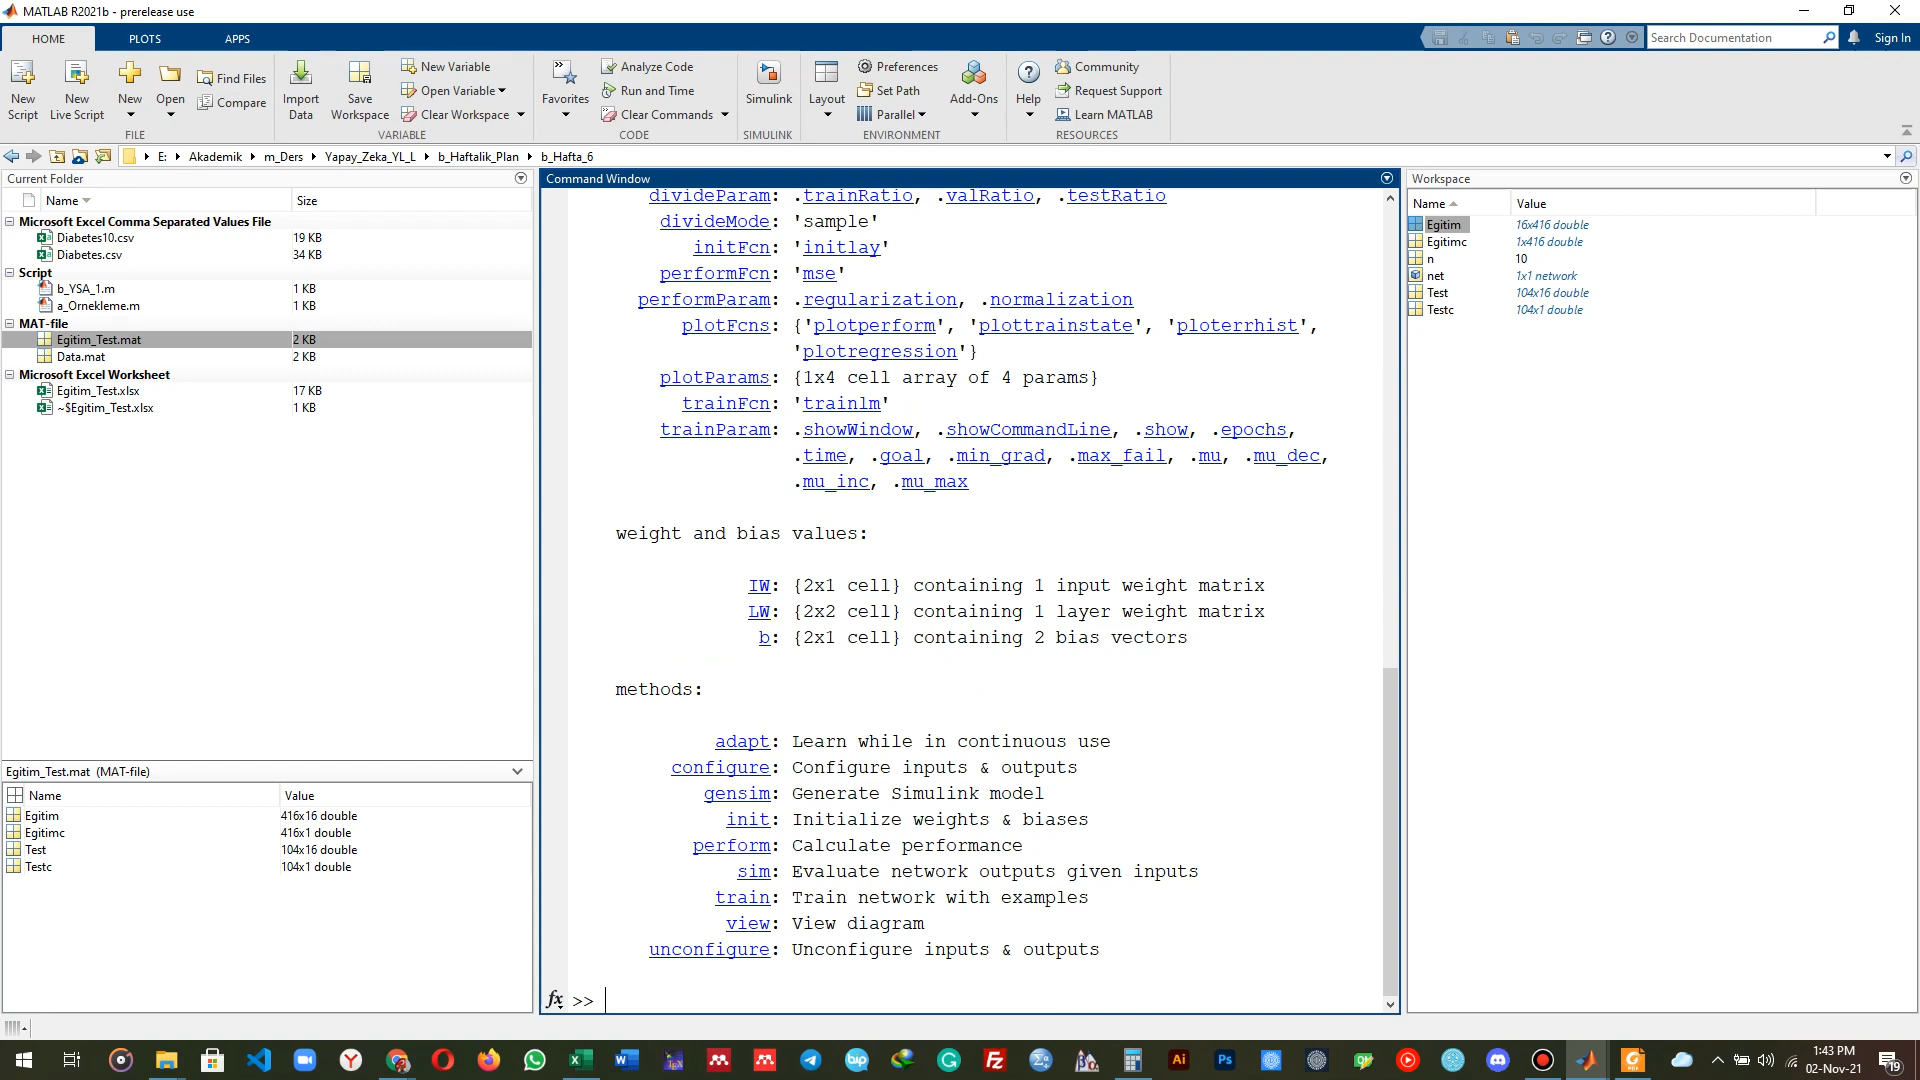 MATLAB R2021b - prerelease use
HOME PLOTS APPS
Search Documentation
Sign In
New Script
New Live Script
New
Open
Find Files
Compare
FILE
Import Data
Save Workspace
New Variable
Open Variable
Clear Workspace
VARIABLE
Favorites
Analyze Code
Run and Time
Clear Commands
CODE
Simulink
SIMULINK
Layout
Preferences
Set Path
Parallel
Add-Ons
ENVIRONMENT
Help
Community
Request Support
Learn MATLAB
RESOURCES
E: Akademik m_Ders Yapay_Zeka_YL_L b_Haftalik_Plan b_Hafta_6
Current Folder
Name Size
Microsoft Excel Comma Separated Values File
Diabetes10.csv 19 KB
Diabetes.csv 34 KB
Script
b_YSA_1.m 1 KB
a_Ornekleme.m 1 KB
MAT-file
Egitim_Test.mat 2 KB
Data.mat 2 KB
Microsoft Excel Worksheet
Egitim_Test.xlsx 17 KB
~$Egitim_Test.xlsx 1 KB
Egitim_Test.mat (MAT-file)
Name Value
Egitim 416x16 double
Egitimc 416x1 double
Test 104x16 double
Testc 104x1 double
Command Window
divideParam: .trainRatio, .valRatio, .testRatio
divideMode: 'sample'
initFcn: 'initlay'
performFcn: 'mse'
performParam: .regularization, .normalization
plotFcns: {'plotperform', 'plottrainstate', 'ploterrhist',
'plotregression'}
plotParams: {1x4 cell array of 4 params}
trainFcn: 'trainlm'
trainParam: .showWindow, .showCommandLine, .show, .epochs,
.time, .goal, .min_grad, .max_fail, .mu, .mu_dec,
.mu_inc, .mu_max
weight and bias values:
IW: {2x1 cell} containing 1 input weight matrix
LW: {2x2 cell} containing 1 layer weight matrix
b: {2x1 cell} containing 2 bias vectors
methods:
adapt: Learn while in continuous use
configure: Configure inputs & outputs
gensim: Generate Simulink model
init: Initialize weights & biases
perform: Calculate performance
sim: Evaluate network outputs given inputs
train: Train network with examples
view: View diagram
unconfigure: Unconfigure inputs & outputs
fx >>
Workspace
Name Value
Egitim 16x416 double
Egitimc 1x416 double
n 10
net 1x1 network
Test 104x16 double
Testc 104x1 double
1:43 PM
02-Nov-21
19